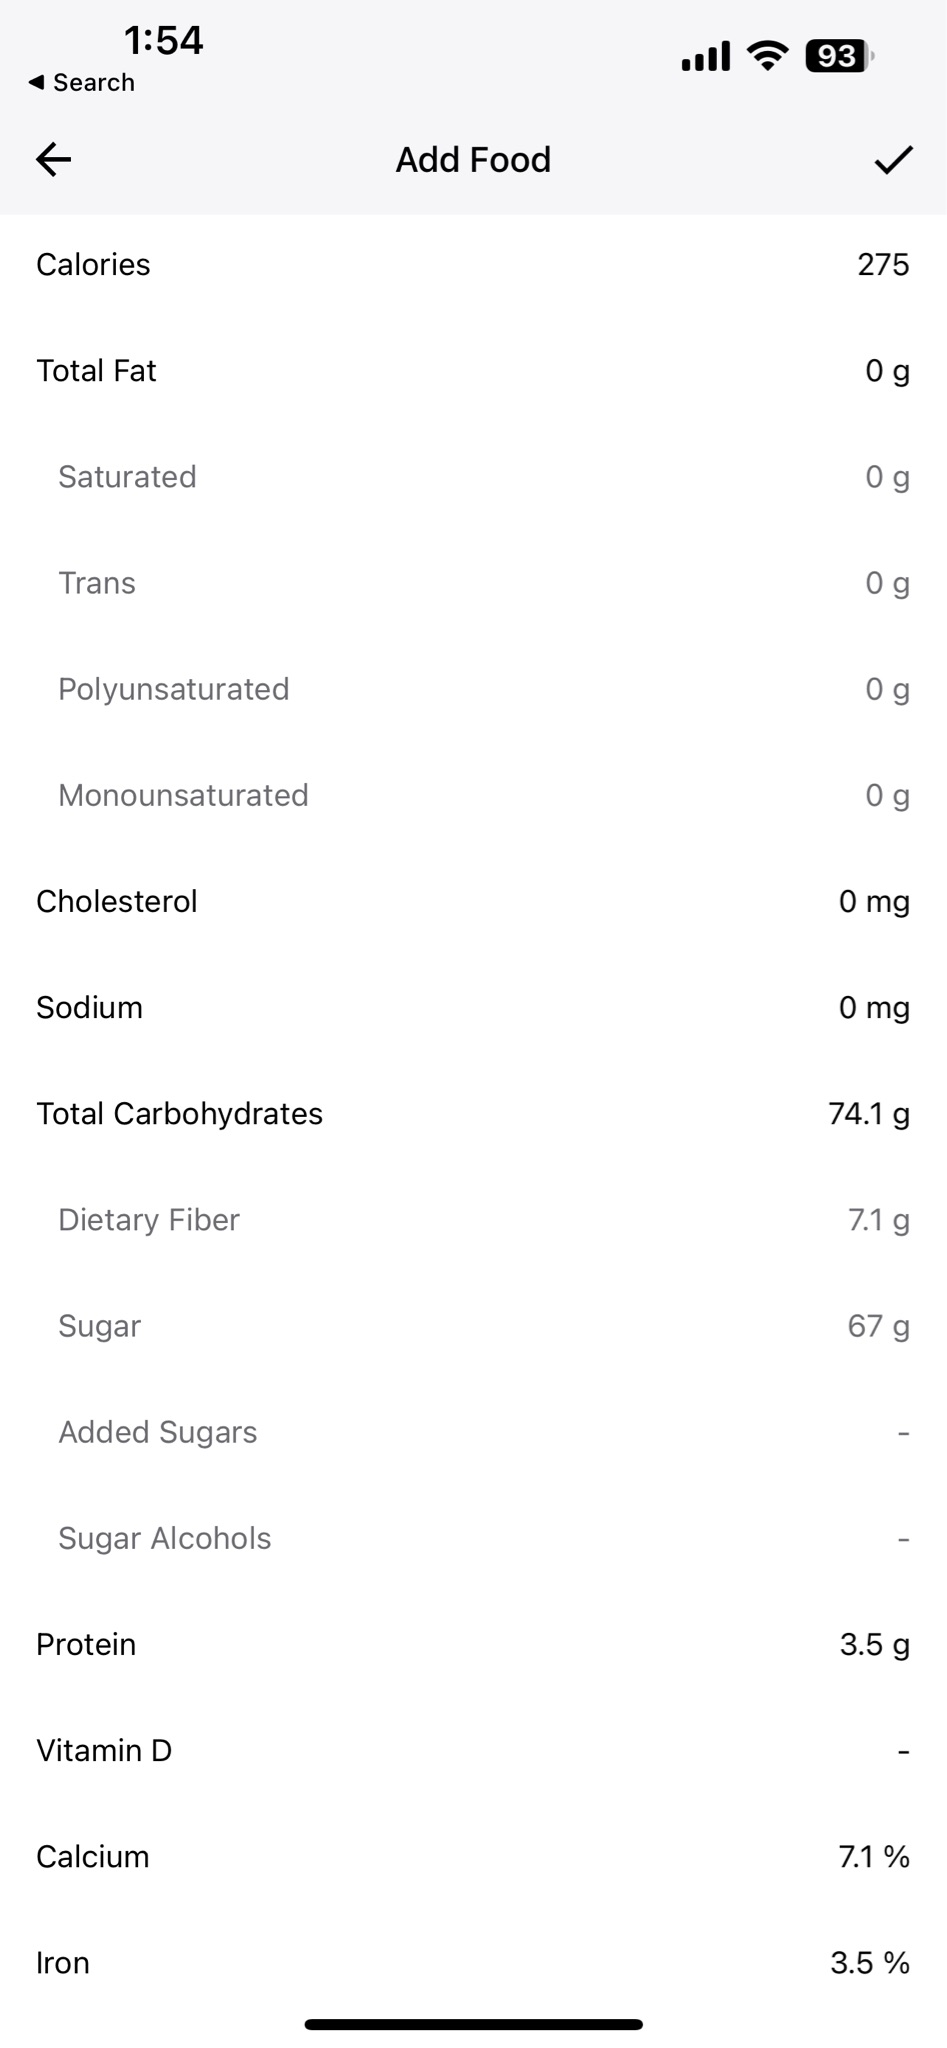 1:54
93
◀ Search
Add Food
Calories 275
Total Fat 0 g
Saturated 0 g
Trans 0 g
Polyunsaturated 0 g
Monounsaturated 0 g
Cholesterol 0 mg
Sodium 0 mg
Total Carbohydrates 74.1 g
Dietary Fiber 7.1 g
Sugar 67 g
Added Sugars -
Sugar Alcohols -
Protein 3.5 g
Vitamin D -
Calcium 7.1 %
Iron 3.5 %